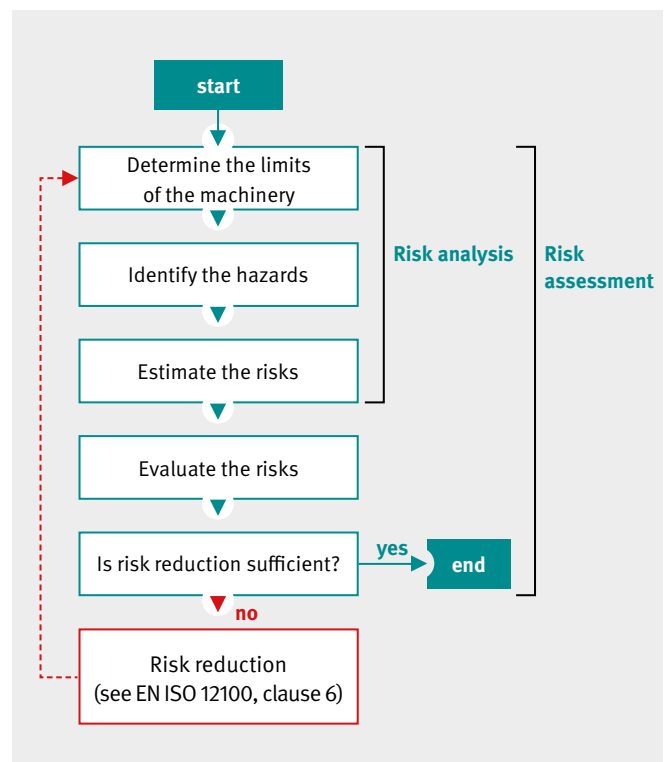 start
Determine the limits
of the machinery
Identify the hazards
Risk analysis
Risk
assessment
Estimate the risks
Evaluate the risks
Is risk reduction sufficient?
yes
end
no
Risk reduction
(see EN ISO 12100, clause 6)